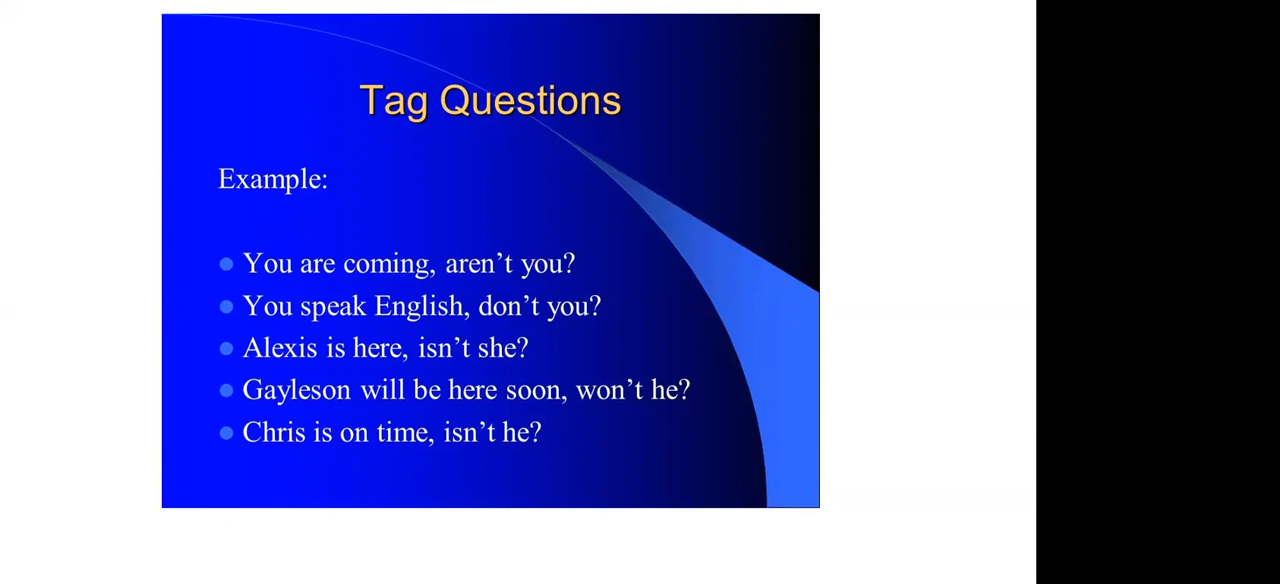 Tag Questions
Example:
You are coming, aren’t you?
You speak English, don’t you?
Alexis is here, isn’t she?
Gayleson will be here soon, won’t he?
Chris is on time, isn’t he?